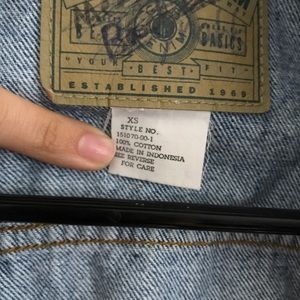 BASICS
YOUR BEST
ESTABLISHED 1969
XS
STYLE NO.
151070-00-1
100% COTTON
MADE IN INDONESIA
SEE REVERSE
FOR CARE